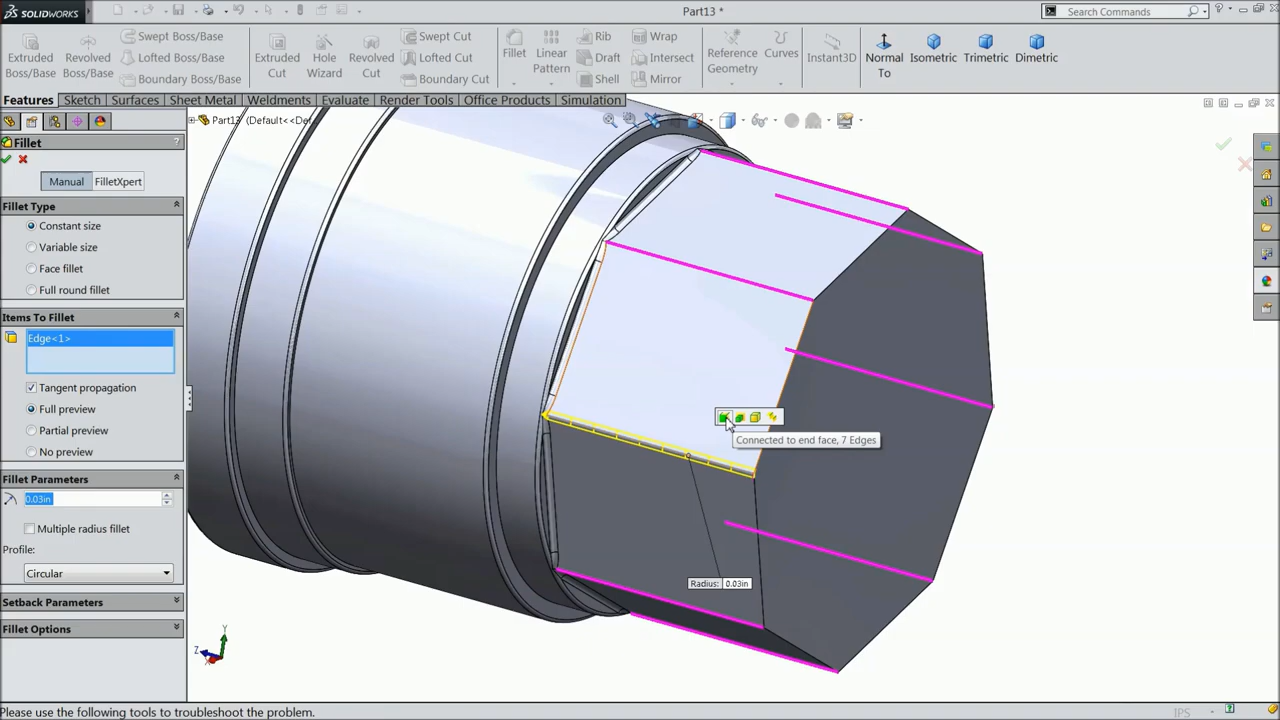 SOLIDWORKS
Part13 *
Search Commands
Extruded Boss/Base
Revolved Boss/Base
Swept Boss/Base
Lofted Boss/Base
Boundary Boss/Base
Extruded Cut
Hole Wizard
Revolved Cut
Swept Cut
Lofted Cut
Boundary Cut
Fillet
Linear Pattern
Rib
Draft
Shell
Wrap
Intersect
Mirror
Reference Geometry
Curves
Instant3D
Normal To
Isometric
Trimetric
Dimetric
Features
Sketch
Surfaces
Sheet Metal
Weldments
Evaluate
Render Tools
Office Products
Simulation
Part13 (Default<<Def
Fillet
?
Manual
FilletXpert
Fillet Type
Constant size
Variable size
Face fillet
Full round fillet
Items To Fillet
Edge<1>
Tangent propagation
Full preview
Partial preview
No preview
Fillet Parameters
0.03in
Multiple radius fillet
Profile:
Circular
Setback Parameters
Fillet Options
Connected to end face, 7 Edges
Radius: 0.03in
Y
Z
X
Please use the following tools to troubleshoot the problem.
IPS